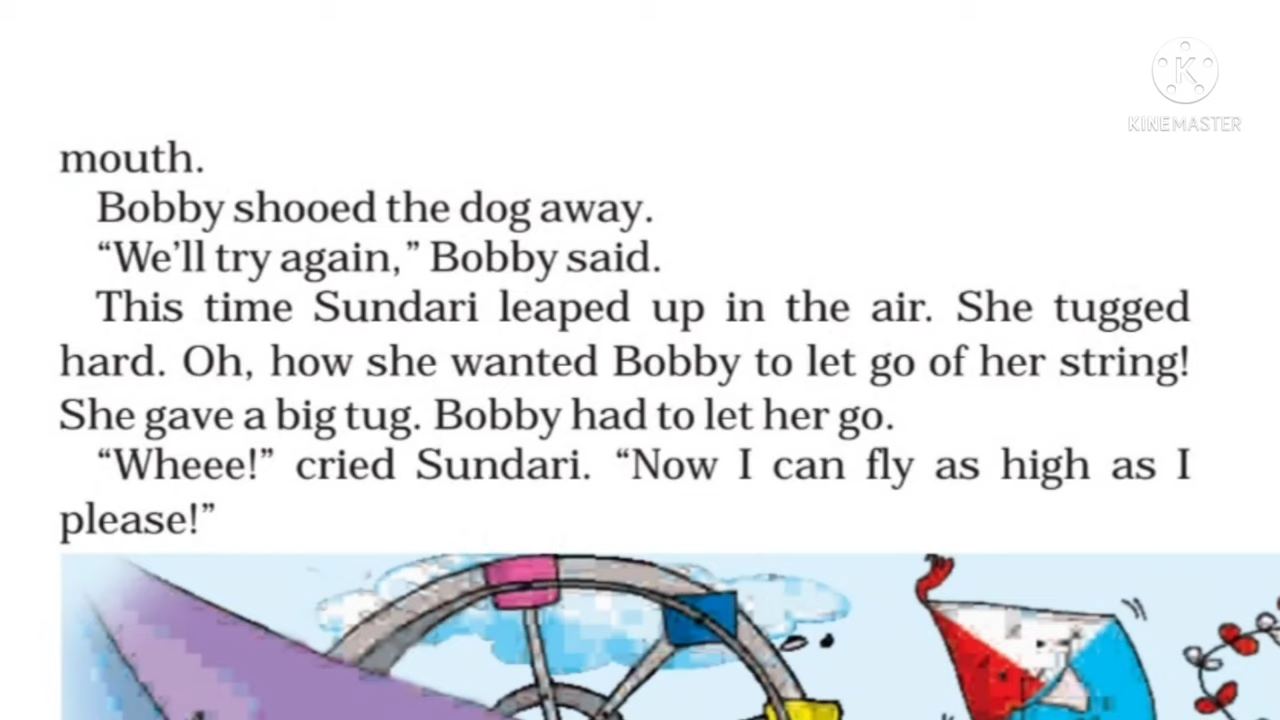 KINEMASTER
mouth.
Bobby shooed the dog away.
“We’ll try again,” Bobby said.
This time Sundari leaped up in the air. She tugged
hard. Oh, how she wanted Bobby to let go of her string!
She gave a big tug. Bobby had to let her go.
“Wheee!” cried Sundari. “Now I can fly as high as I
please!”